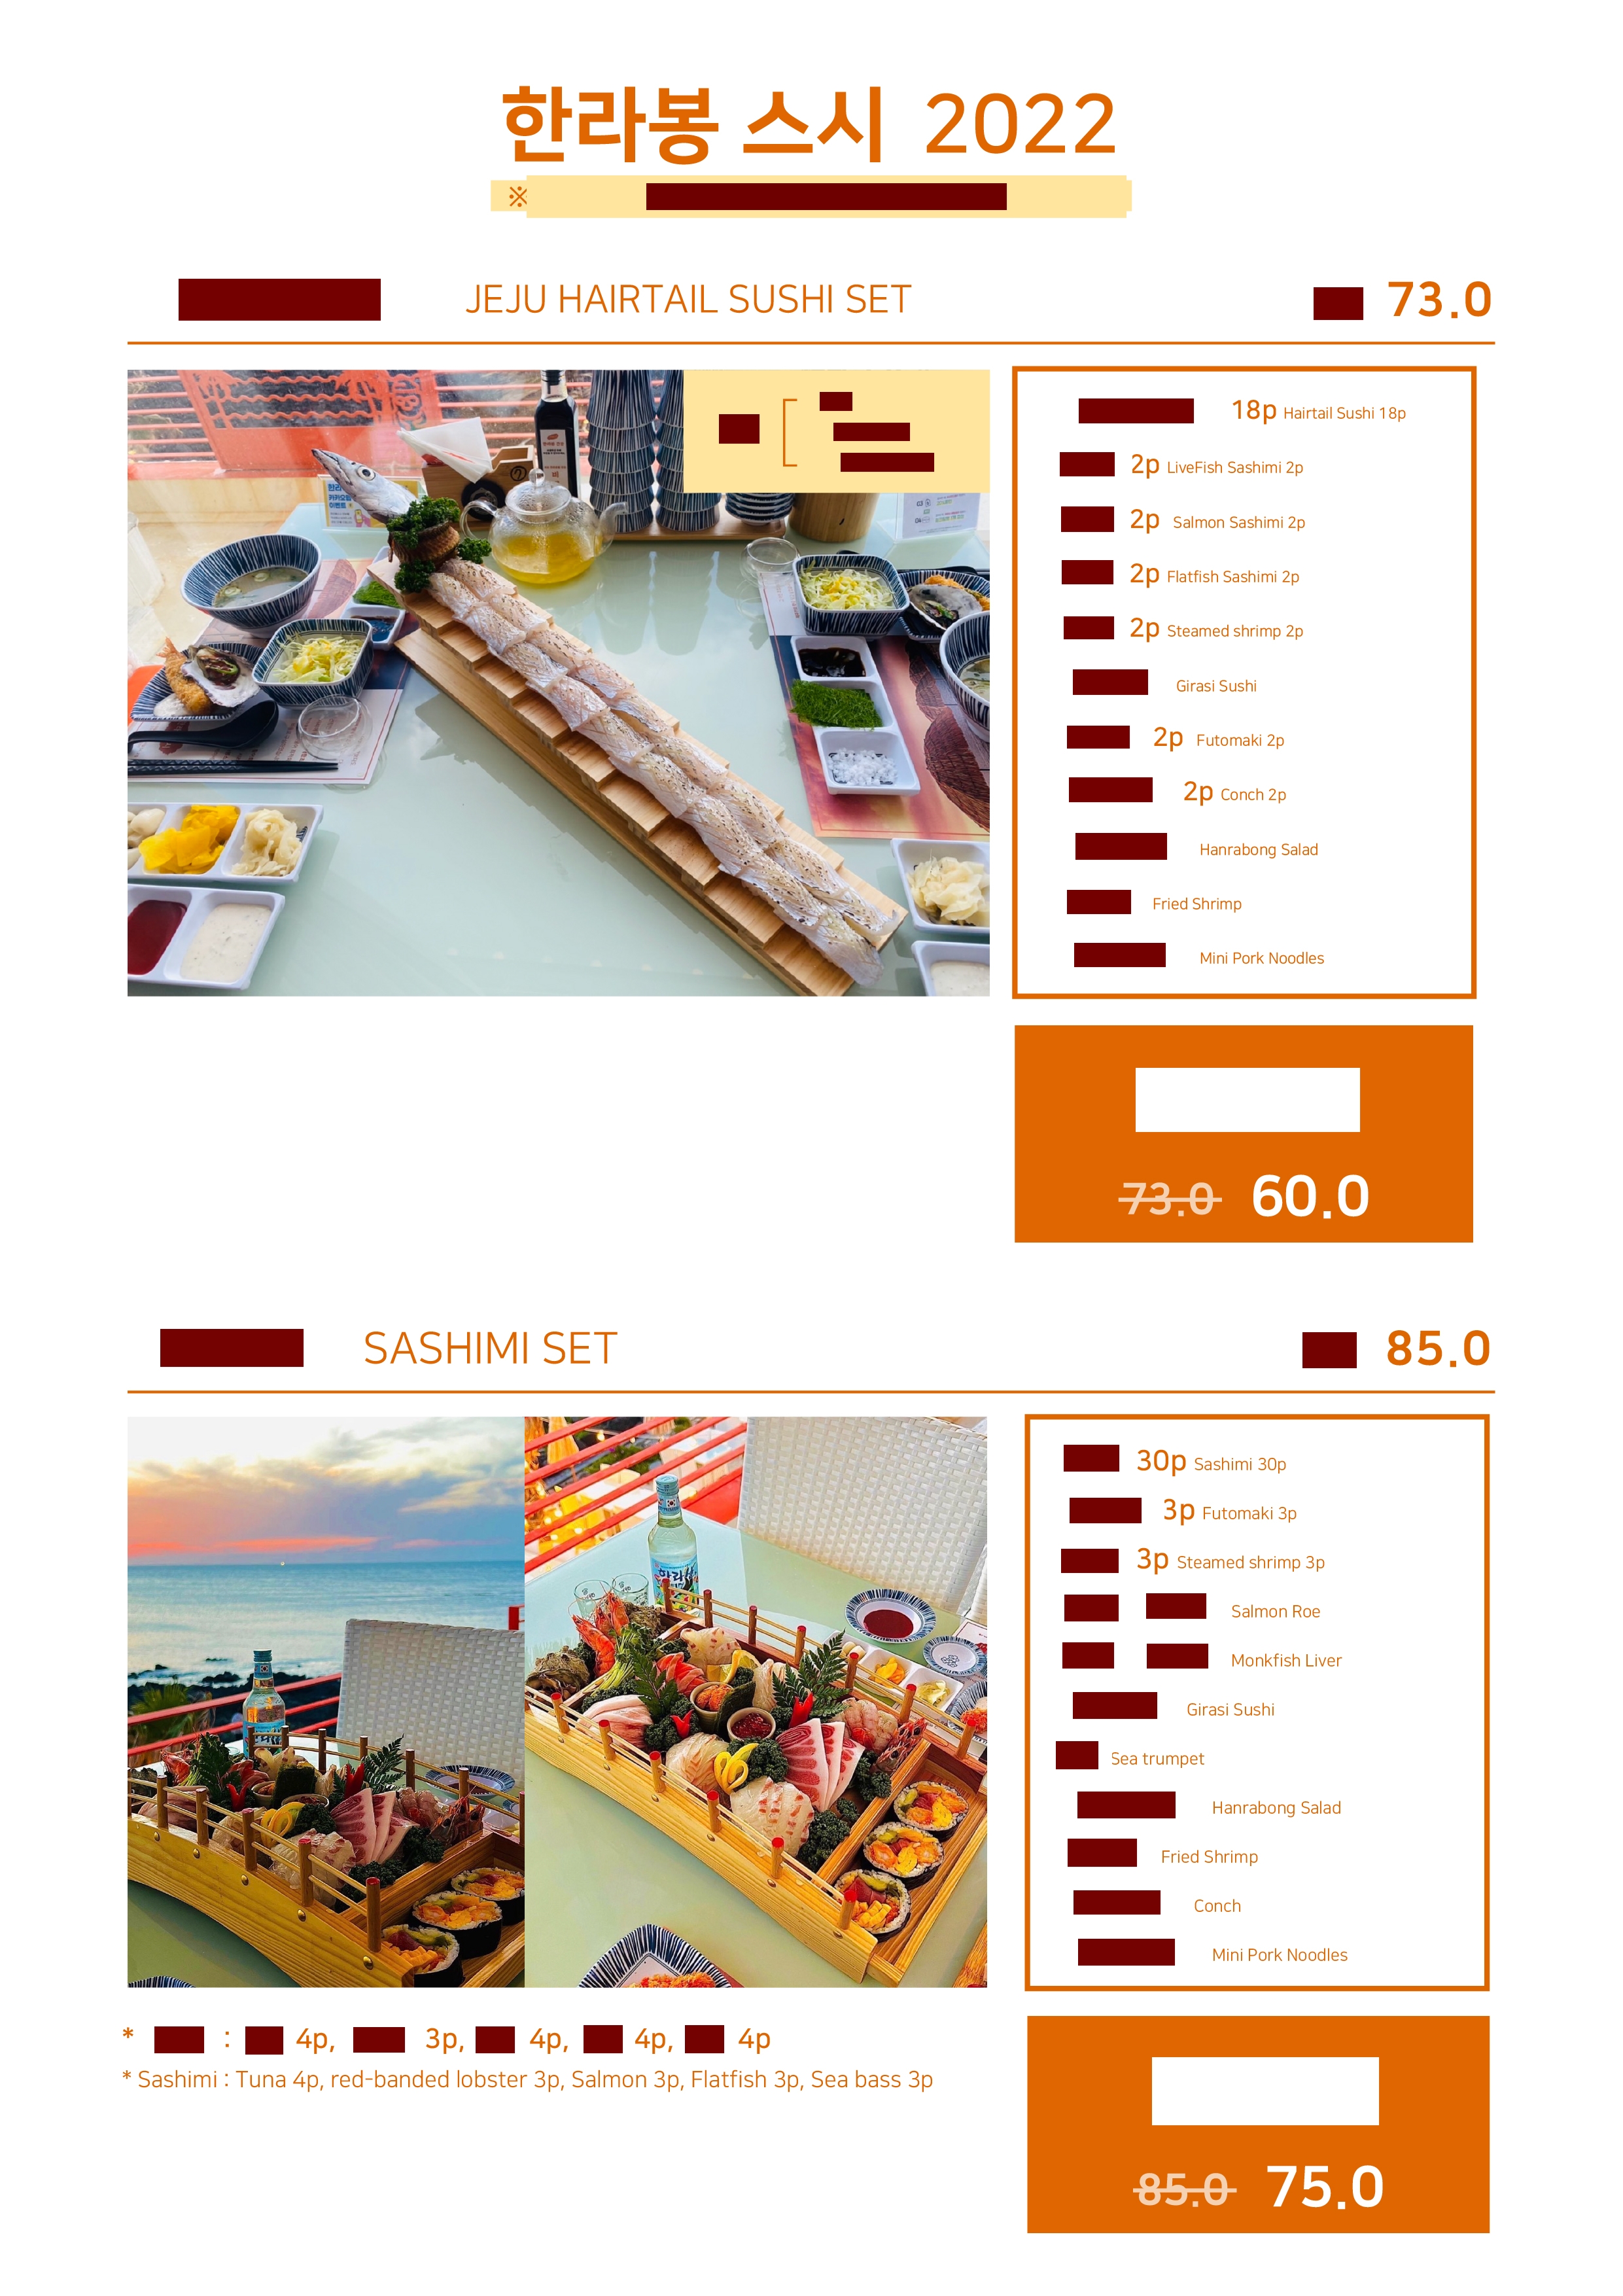 한라봉 스시 2022
※
JEJU HAIRTAIL SUSHI SET 73.0
18p Hairtail Sushi 18p
2p LiveFish Sashimi 2p
2p Salmon Sashimi 2p
2p Flatfish Sashimi 2p
2p Steamed shrimp 2p
Girasi Sushi
2p Futomaki 2p
2p Conch 2p
Hanrabong Salad
Fried Shrimp
Mini Pork Noodles
73.0 60.0
SASHIMI SET 85.0
30p Sashimi 30p
3p Futomaki 3p
3p Steamed shrimp 3p
Salmon Roe
Monkfish Liver
Girasi Sushi
Sea trumpet
Hanrabong Salad
Fried Shrimp
Conch
Mini Pork Noodles
* : 4p, 3p, 4p, 4p, 4p
* Sashimi : Tuna 4p, red-banded lobster 3p, Salmon 3p, Flatfish 3p, Sea bass 3p
85.0 75.0